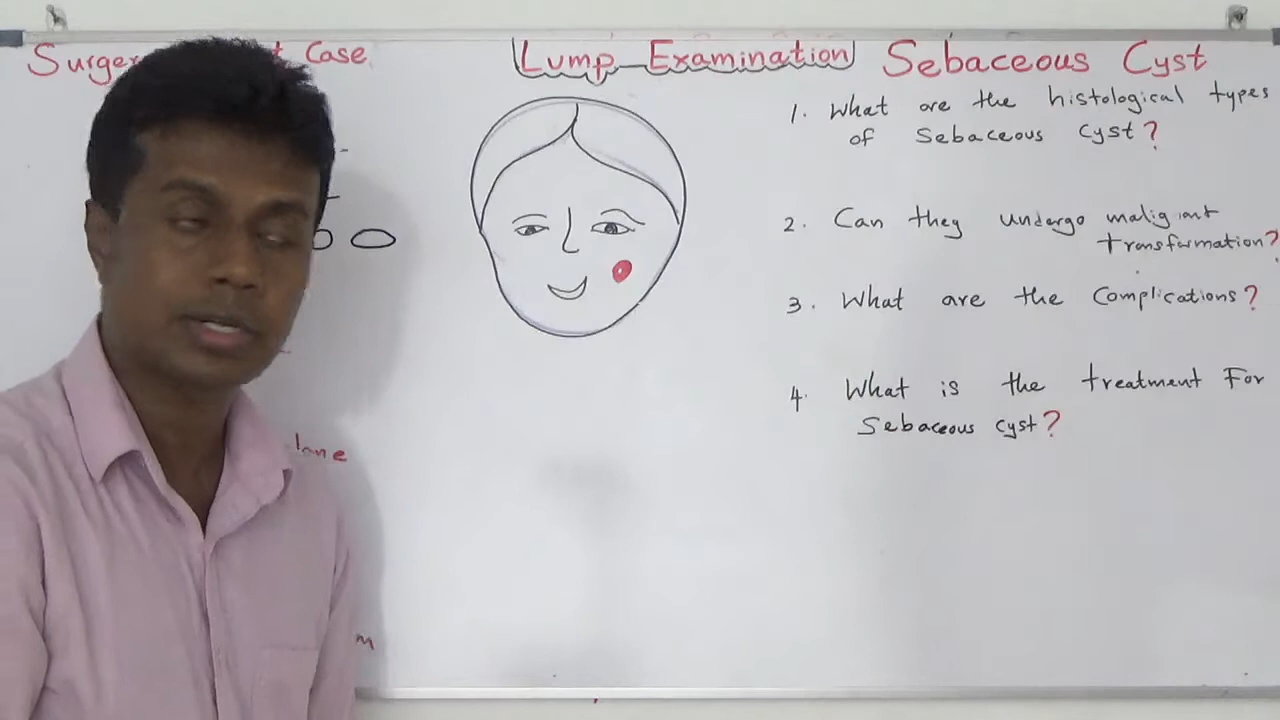 Case
Lump Examination
Sebaceous Cyst
1. What are the histological types
of Sebaceous Cyst?
2. Can they undergo malignant
transformation?
3. What are the Complications?
4. What is the treatment For
Sebaceous cyst?